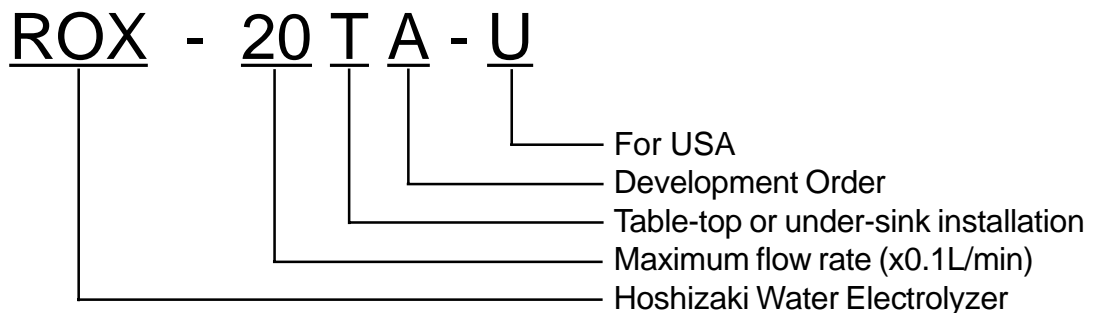 ROX - 20 T A - U
For USA
Development Order
Table-top or under-sink installation
Maximum flow rate (x0.1L/min)
Hoshizaki Water Electrolyzer